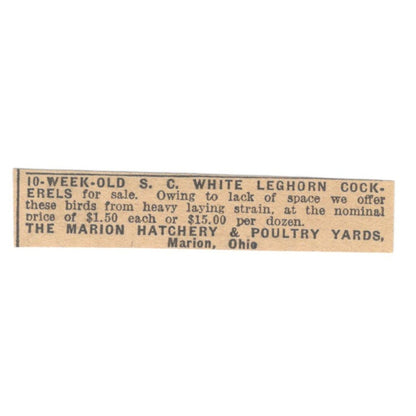 10-WEEK-OLD S. C. WHITE LEGHORN COCK-
ERELS for sale. Owing to lack of space we offer
these birds from heavy laying strain, at the nominal
price of $1.50 each or $15.00 per dozen.
THE MARION HATCHERY & POULTRY YARDS,
Marion, Ohio